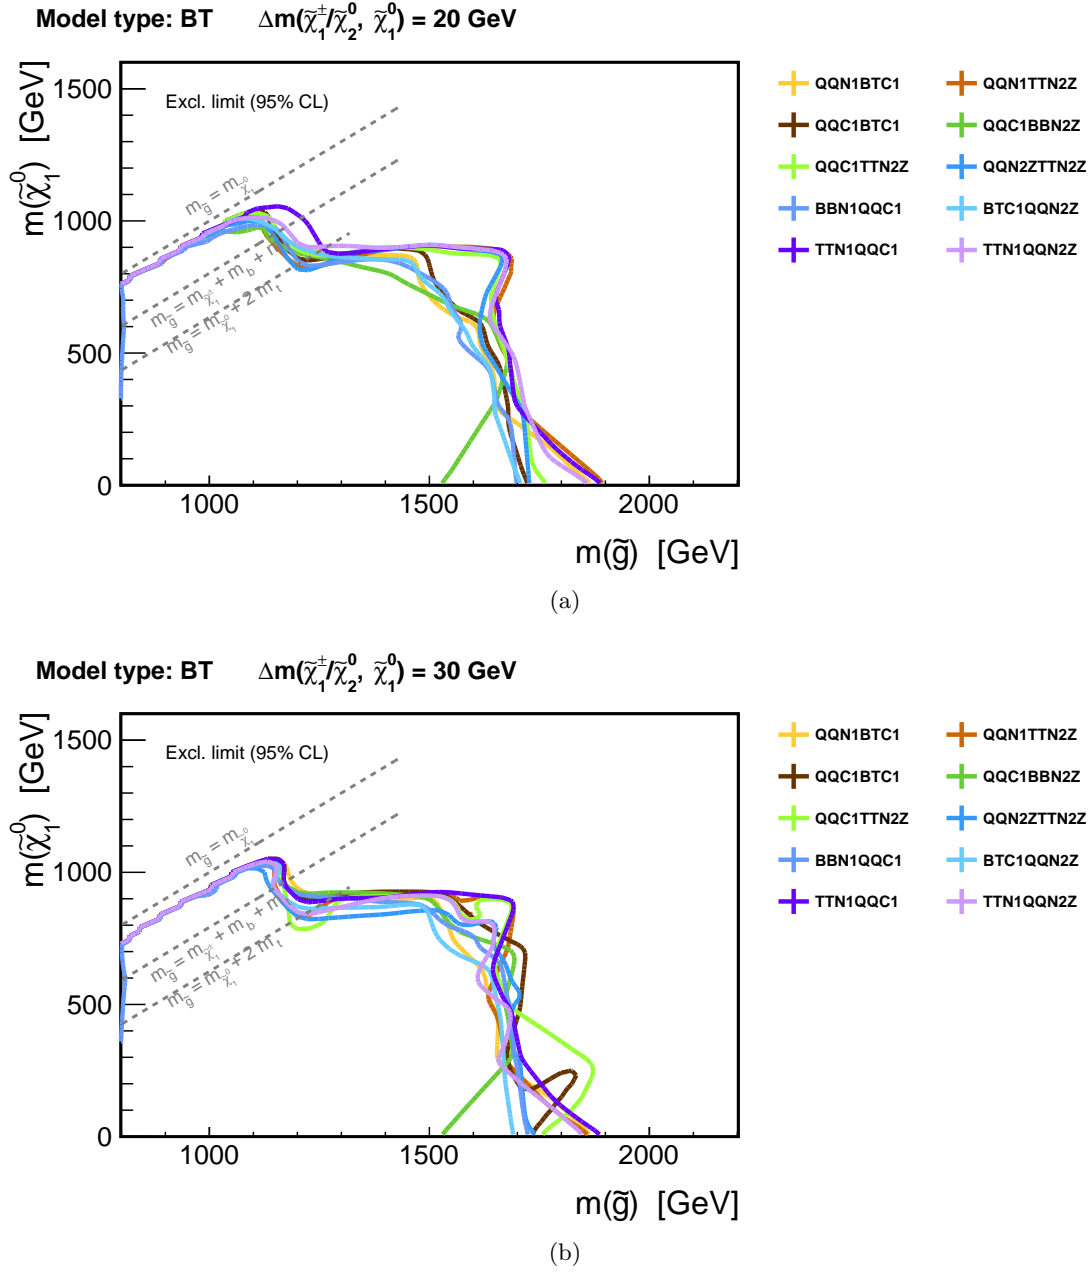 Model type: BT Δm(χ̃₁±/χ̃₂⁰, χ̃₁⁰) = 20 GeV
m(χ̃₁⁰) [GeV]
1500
1000
500
0
Excl. limit (95% CL)
m_g̃ = m_χ̃₁⁰
m_g̃ = m_χ̃₁± + m_b + m
m_g̃ = m_χ̃₁⁰ + 2 m_t
1000 1500 2000
m(g̃) [GeV]
QQN1BTC1 QQN1TTN2Z
QQC1BTC1 QQC1BBN2Z
QQC1TTN2Z QQN2ZTTN2Z
BBN1QQC1 BTC1QQN2Z
TTN1QQC1 TTN1QQN2Z
(a)
Model type: BT Δm(χ̃₁±/χ̃₂⁰, χ̃₁⁰) = 30 GeV
m(χ̃₁⁰) [GeV]
1500
1000
500
0
Excl. limit (95% CL)
m_g̃ = m_χ̃₁⁰
m_g̃ = m_χ̃₁± + m_b + m
m_g̃ = m_χ̃₁⁰ + 2 m_t
1000 1500 2000
m(g̃) [GeV]
QQN1BTC1 QQN1TTN2Z
QQC1BTC1 QQC1BBN2Z
QQC1TTN2Z QQN2ZTTN2Z
BBN1QQC1 BTC1QQN2Z
TTN1QQC1 TTN1QQN2Z
(b)